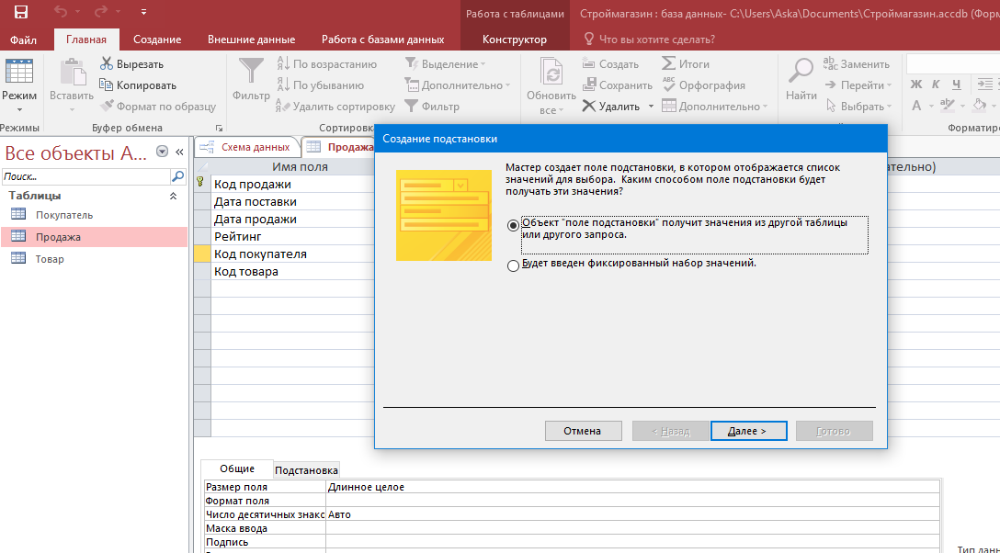 Работа с таблицами
Строймагазин : база данных- C:\Users\Aska\Documents\Строймагазин.accdb (Фор
Файл
Главная
Создание
Внешние данные
Работа с базами данных
Конструктор
Что вы хотите сделать?
Режим
Вставить
Вырезать
Копировать
Формат по образцу
Фильтр
По возрастанию
По убыванию
Удалить сортировку
Выделение
Дополнительно
Фильтр
Обновить
все
Создать
Сохранить
Удалить
Итоги
Орфография
Дополнительно
Найти
Заменить
Перейти
Выбрать
Ж К Ч
А
Режимы
Буфер обмена
Сортиров
Форматиро
Все объекты A...
Поиск...
Таблицы
Покупатель
Продажа
Товар
Схема данных
Продажа
Имя поля
ательно)
Код продажи
Дата поставки
Дата продажи
Рейтинг
Код покупателя
Код товара
Создание подстановки
Мастер создает поле подстановки, в котором отображается список
значений для выбора. Каким способом поле подстановки будет
получать эти значения?
Объект "поле подстановки" получит значения из другой таблицы
или другого запроса.
Будет введен фиксированный набор значений.
Отмена
< Назад
Далее >
Готово
Общие
Подстановка
Размер поля
Длинное целое
Формат поля
Число десятичных знако
Авто
Маска ввода
Подпись
Тип данн